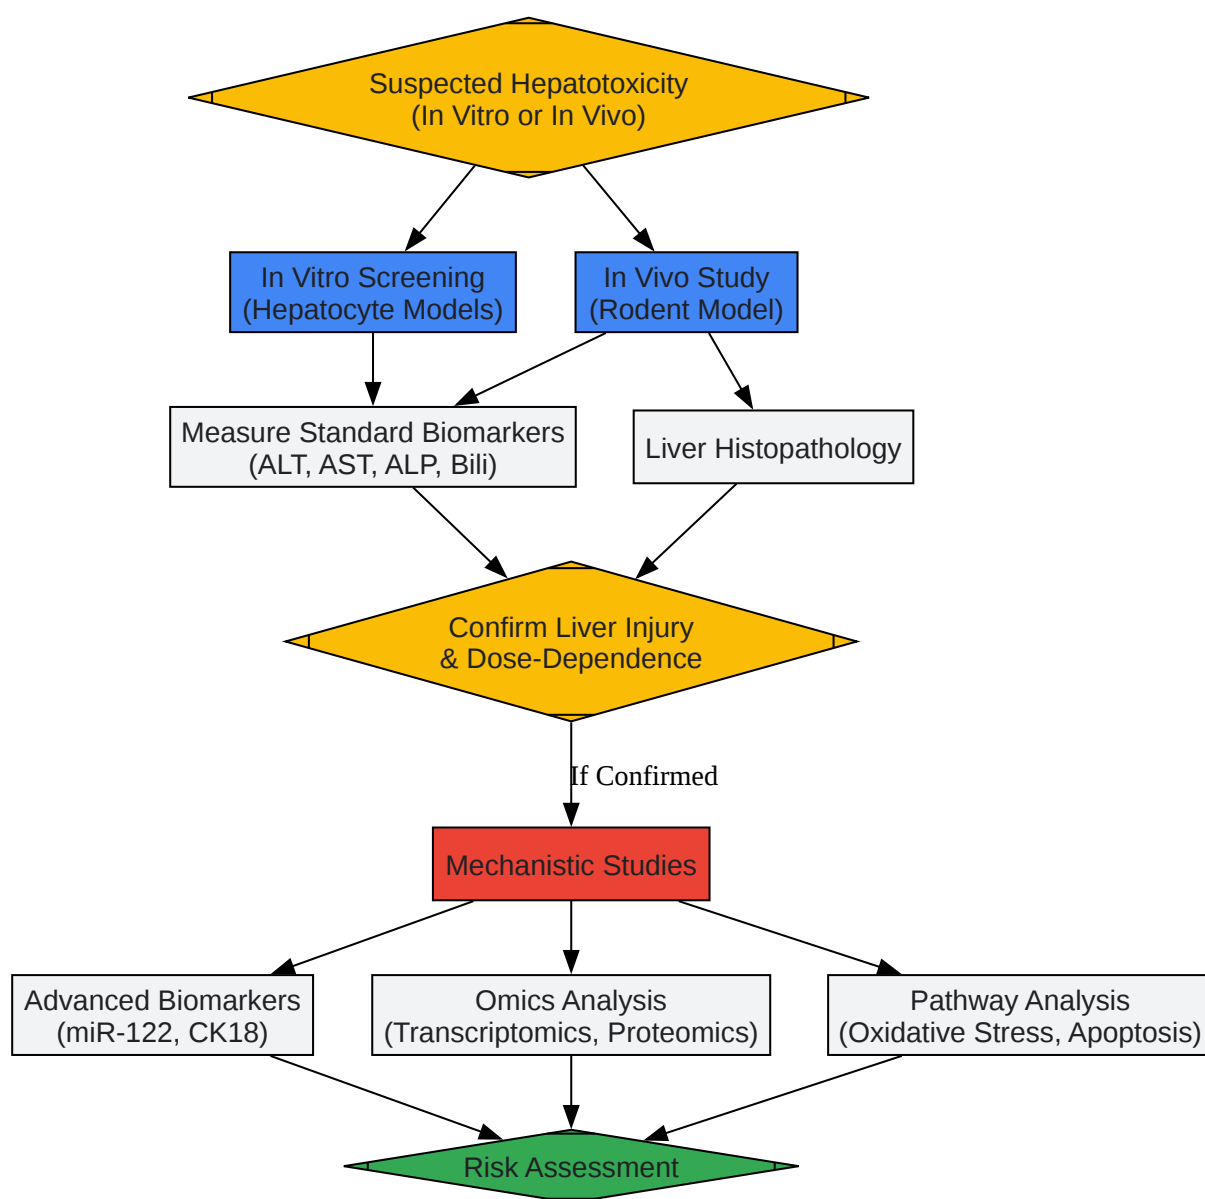 Suspected Hepatotoxicity
(In Vitro or In Vivo)
In Vitro Screening
(Hepatocyte Models)
In Vivo Study
(Rodent Model)
Measure Standard Biomarkers
(ALT, AST, ALP, Bili)
Liver Histopathology
Confirm Liver Injury
& Dose-Dependence
If Confirmed
Mechanistic Studies
Advanced Biomarkers
(miR-122, CK18)
Omics Analysis
(Transcriptomics, Proteomics)
Pathway Analysis
(Oxidative Stress, Apoptosis)
Risk Assessment